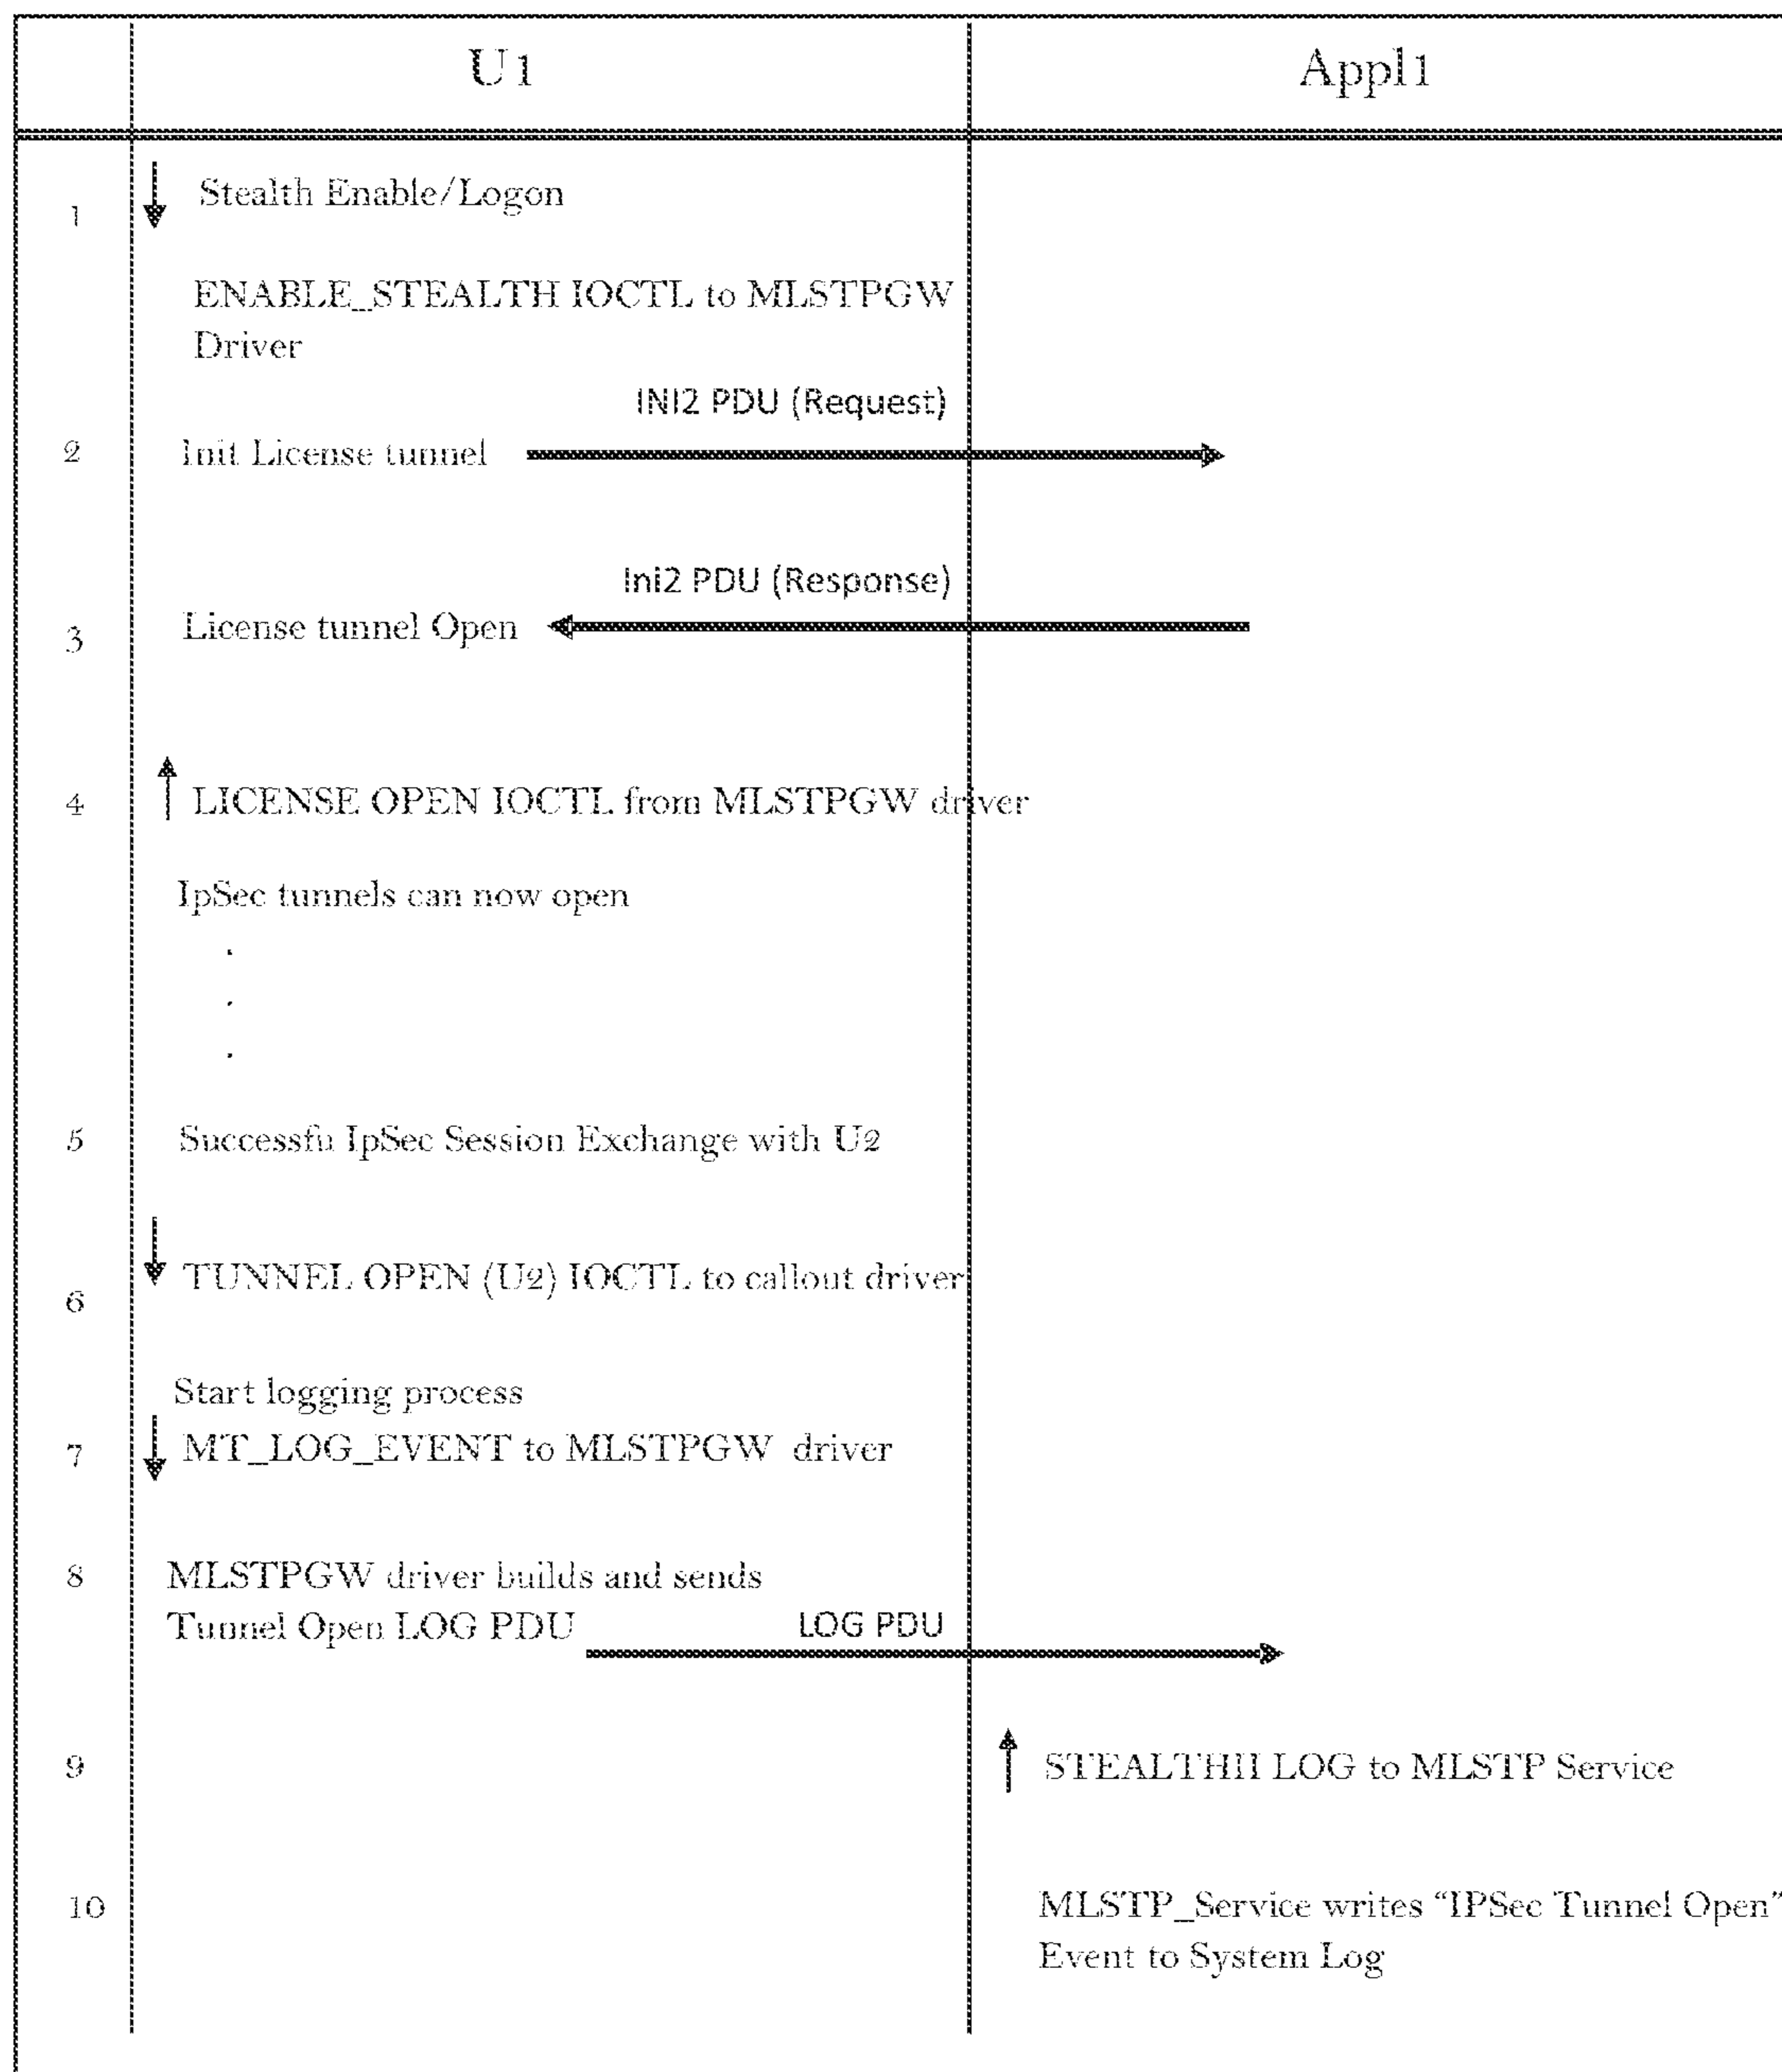 U1
Appl1
1
Stealth Enable/Logon
ENABLE_STEALTH IOCTL to MLSTPGW
Driver
INI2 PDU (Request)
2
Init License tunnel
Ini2 PDU (Response)
3
License tunnel Open
4
LICENSE OPEN IOCTL from MLSTPGW driver
IpSec tunnels can now open
.
.
.
5
Successfu IpSec Session Exchange with U2
6
TUNNEL OPEN (U2) IOCTL to callout driver
Start logging process
7
MT_LOG_EVENT to MLSTPGW driver
8
MLSTPGW driver builds and sends
Tunnel Open LOG PDU
LOG PDU
9
STEALTHII LOG to MLSTP Service
10
MLSTP_Service writes “IPSec Tunnel Open”
Event to System Log